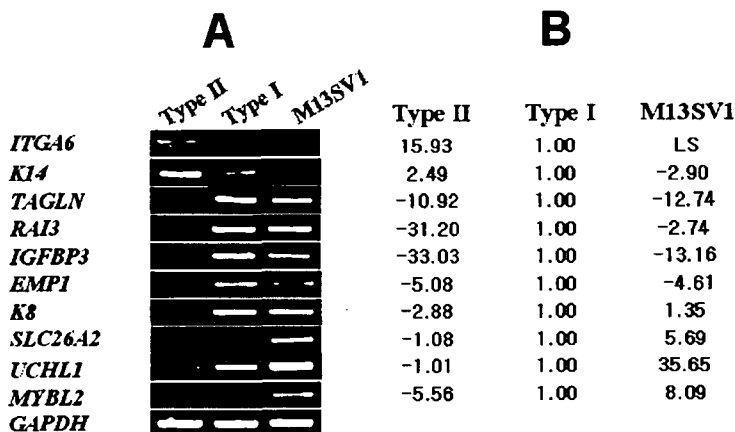 A B
Type II Type I M13SV1 Type II Type I M13SV1
ITGA6 15.93 1.00 LS
K14 2.49 1.00 -2.90
TAGLN -10.92 1.00 -12.74
RAI3 -31.20 1.00 -2.74
IGFBP3 -33.03 1.00 -13.16
EMP1 -5.08 1.00 -4.61
K8 -2.88 1.00 1.35
SLC26A2 -1.08 1.00 5.69
UCHL1 -1.01 1.00 35.65
MYBL2 -5.56 1.00 8.09
GAPDH